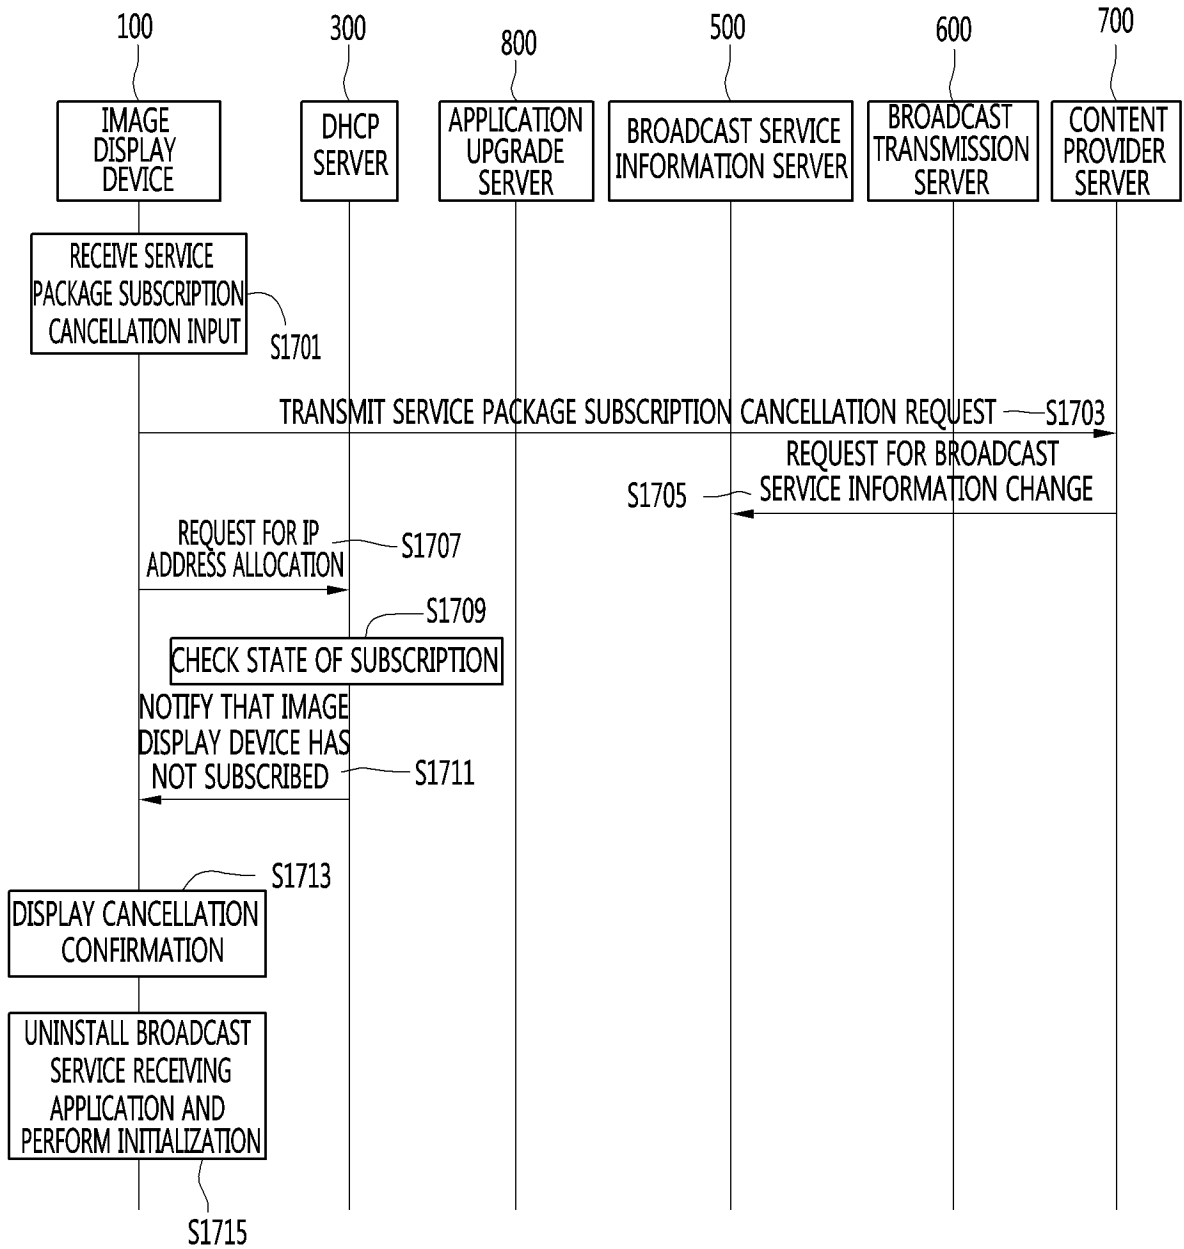 100
300
800
500
600
700
IMAGE
DISPLAY
DEVICE
DHCP
SERVER
APPLICATION
UPGRADE
SERVER
BROADCAST SERVICE
INFORMATION SERVER
BROADCAST
TRANSMISSION
SERVER
CONTENT
PROVIDER
SERVER
RECEIVE SERVICE
PACKAGE SUBSCRIPTION
CANCELLATION INPUT
S1701
TRANSMIT SERVICE PACKAGE SUBSCRIPTION CANCELLATION REQUEST
S1703
REQUEST FOR BROADCAST
SERVICE INFORMATION CHANGE
S1705
REQUEST FOR IP
ADDRESS ALLOCATION
S1707
S1709
CHECK STATE OF SUBSCRIPTION
NOTIFY THAT IMAGE
DISPLAY DEVICE HAS
NOT SUBSCRIBED
S1711
S1713
DISPLAY CANCELLATION
CONFIRMATION
UNINSTALL BROADCAST
SERVICE RECEIVING
APPLICATION AND
PERFORM INITIALIZATION
S1715